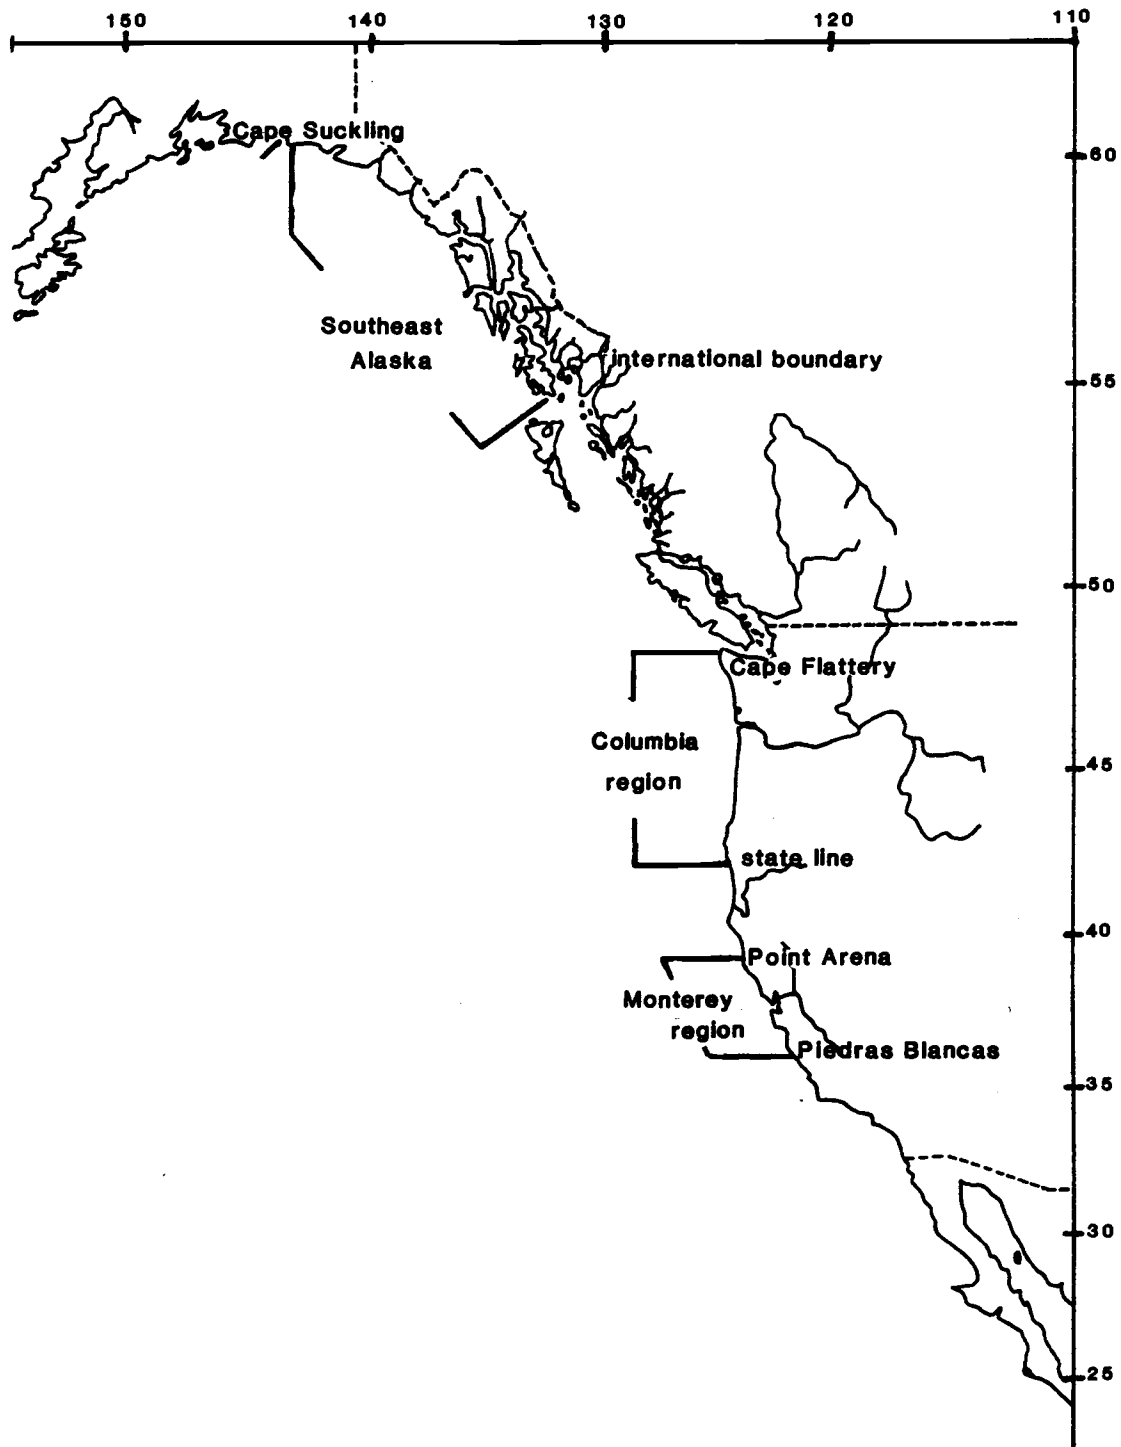 150 140 130 120 110
Cape Suckling
60
Southeast
Alaska
international boundary
55
50
Cape Flattery
Columbia
region
45
state line
40
Point Arena
Monterey
region
Piedras Blancas
35
30
25